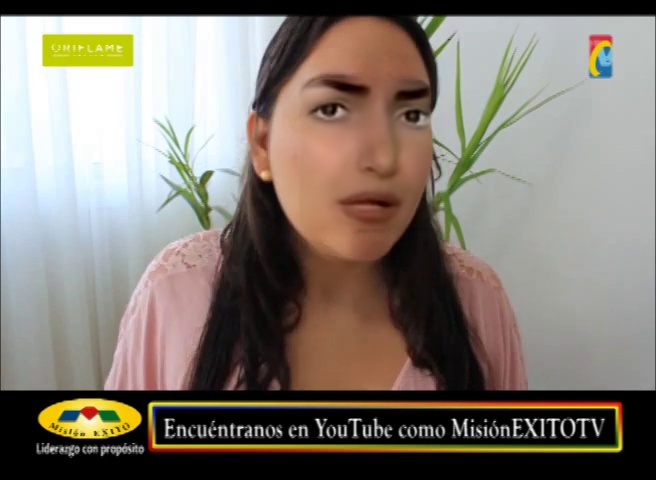 ORIFLAME
Misión EXITO
Liderazgo con propósito
Encuéntranos en YouTube como MisiónEXITOTV